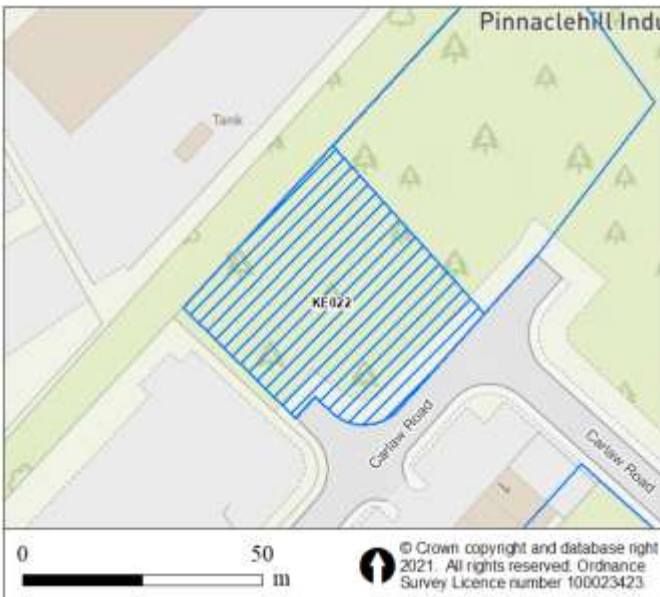 Pinnaclehill Indu
Tank
KE022
Carlaw Road
Carlaw Road
0 50
m
© Crown copyright and database right
2021. All rights reserved. Ordnance
Survey Licence number 100023423.